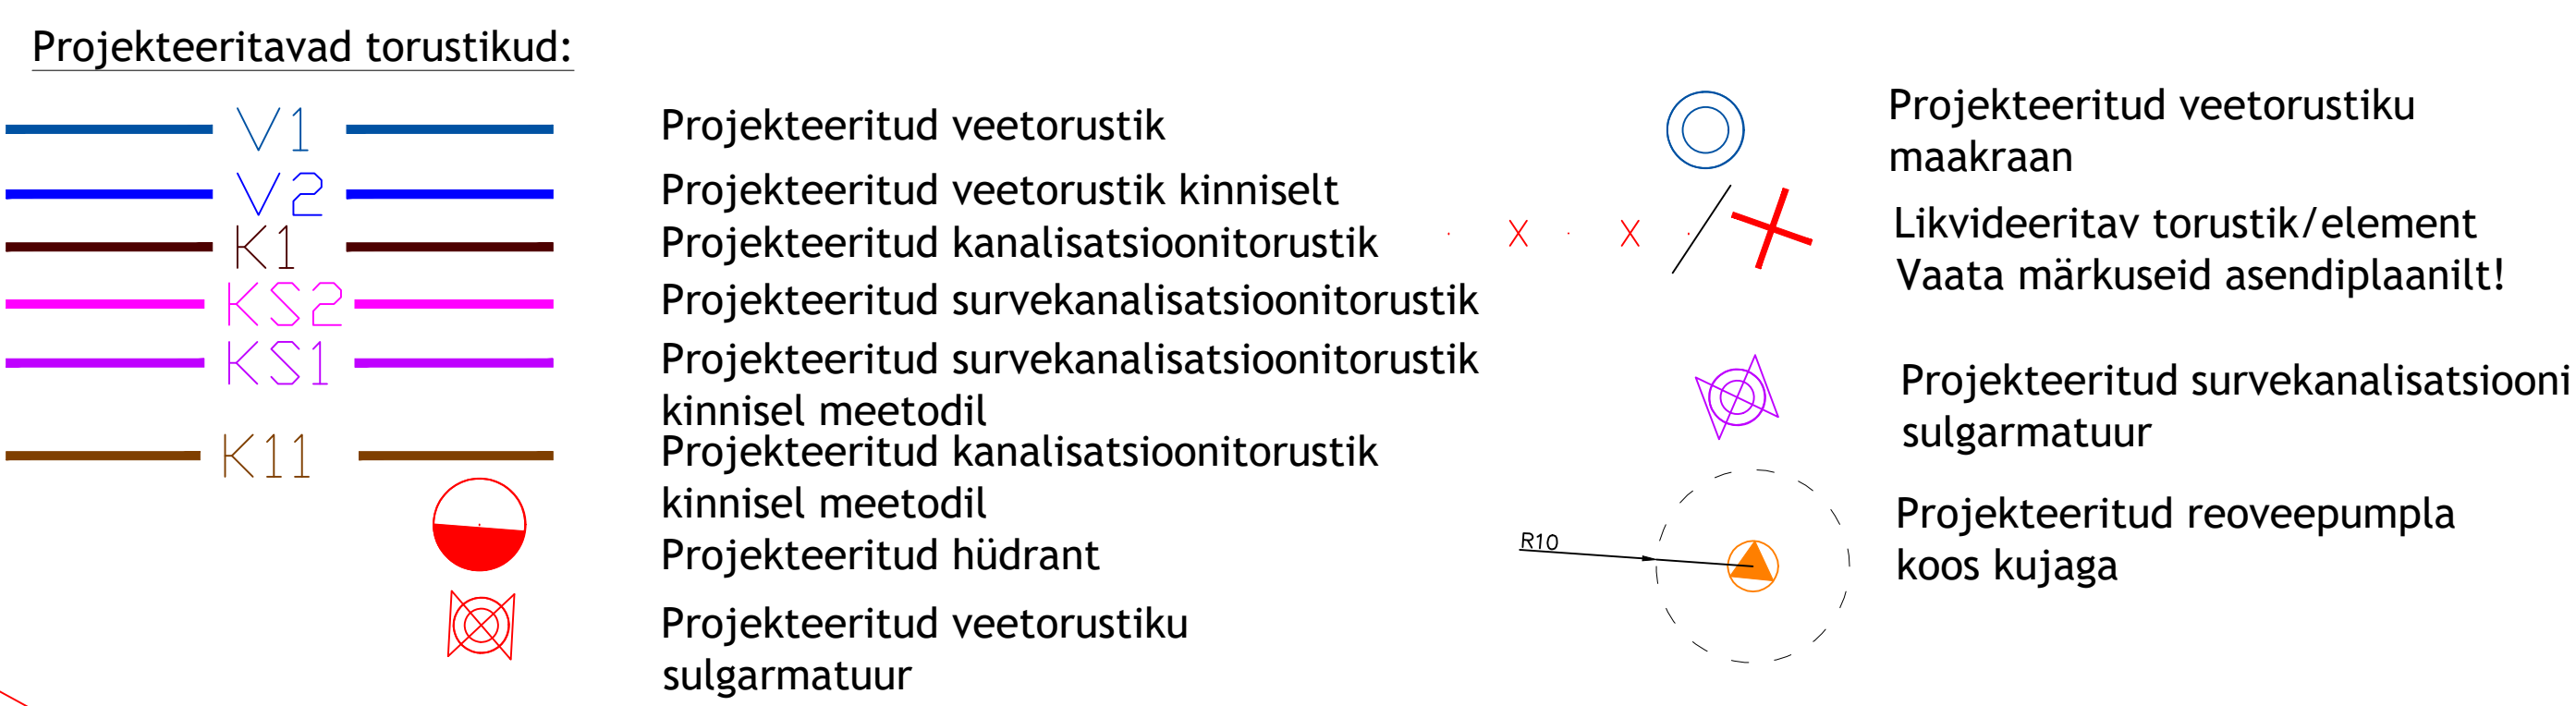 Projekteeritavad torustikud:
V1 Projekteeritud veetorustik
V2 Projekteeritud veetorustik kinniselt
K1 Projekteeritud kanalisatsioonitorustik
KS2 Projekteeritud survekanalisatsioonitorustik
KS1 Projekteeritud survekanalisatsioonitorustik
kinnisel meetodil
K11 Projekteeritud kanalisatsioonitorustik
kinnisel meetodil
Projekteeritud hüdrant
Projekteeritud veetorustiku
sulgarmatuur
Projekteeritud veetorustiku
maakraan
Likvideeritav torustik/element
Vaata märkuseid asendiplaanilt!
Projekteeritud survekanalisatsiooni
sulgarmatuur
R10 Projekteeritud reoveepumpla
koos kujaga